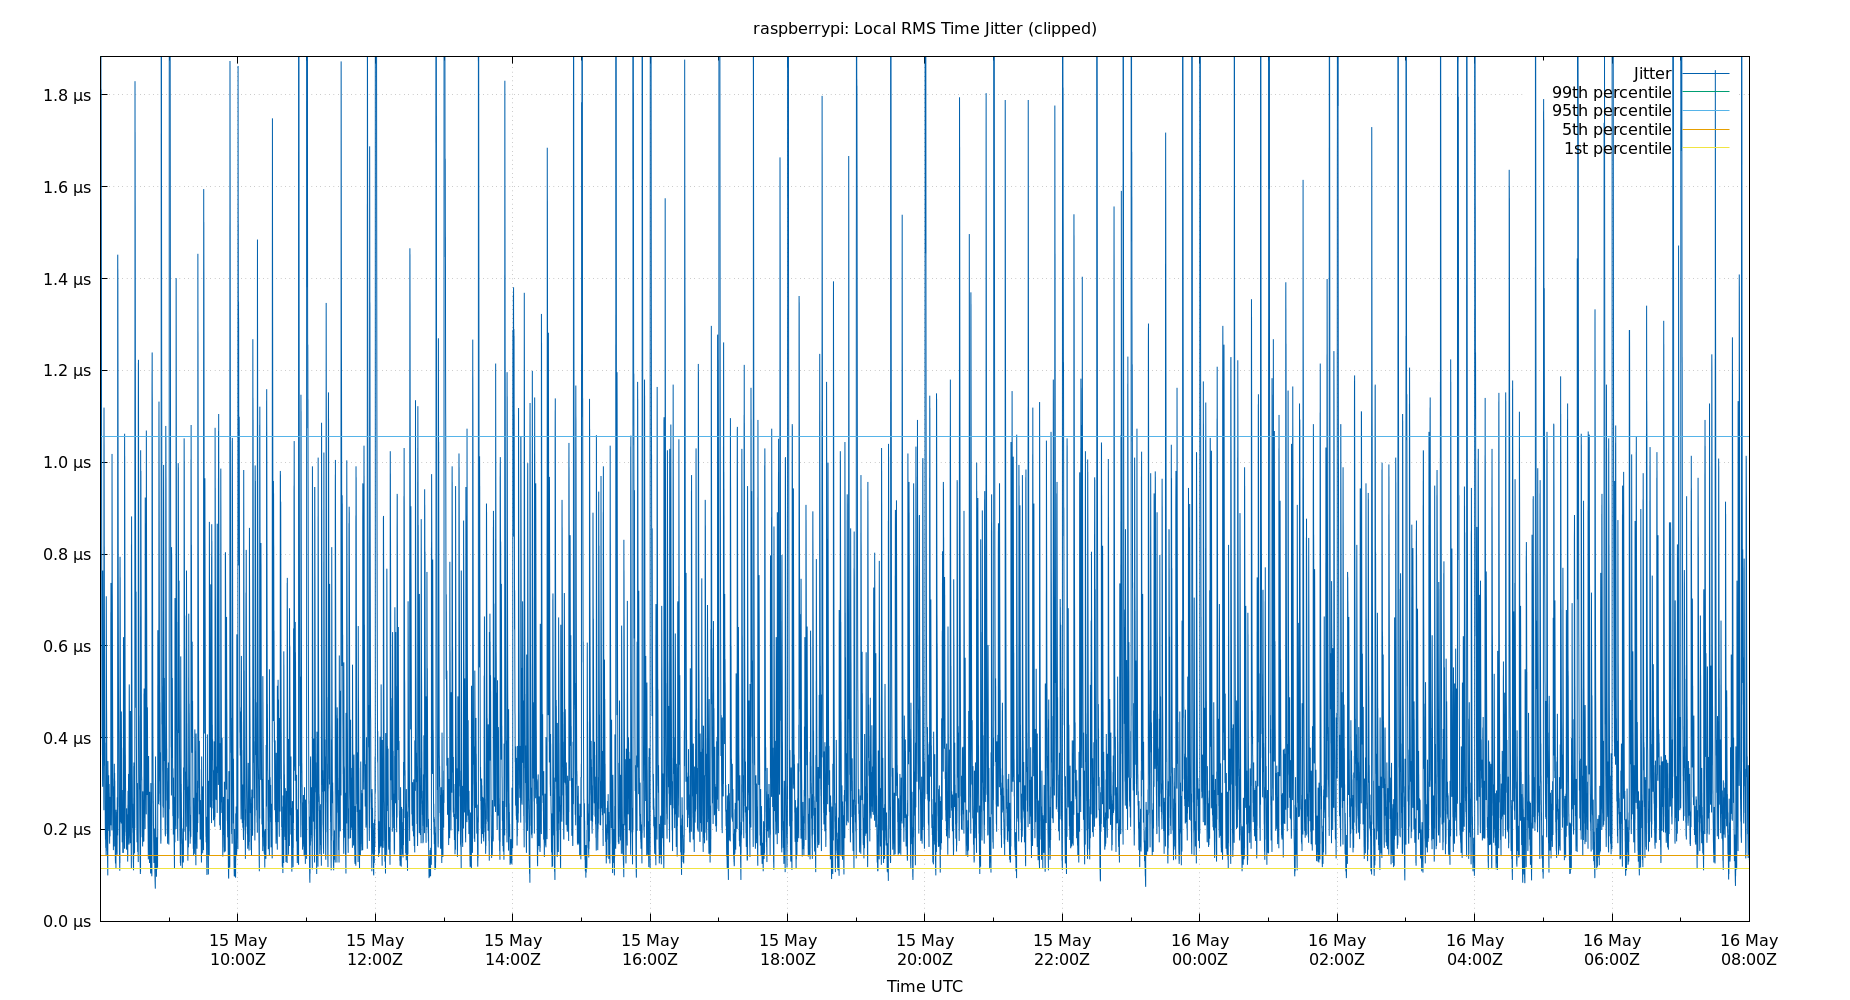 raspberrypi: Local RMS Time Jitter (clipped)
Jitter
99th percentile
95th percentile
5th percentile
1st percentile
1.8 µs
1.6 µs
1.4 µs
1.2 µs
1.0 µs
0.8 µs
0.6 µs
0.4 µs
0.2 µs
0.0 µs
15 May 15 May 15 May 15 May 15 May 15 May 15 May 16 May 16 May 16 May 16 May 16 May
10:00Z 12:00Z 14:00Z 16:00Z 18:00Z 20:00Z 22:00Z 00:00Z 02:00Z 04:00Z 06:00Z 08:00Z
Time UTC